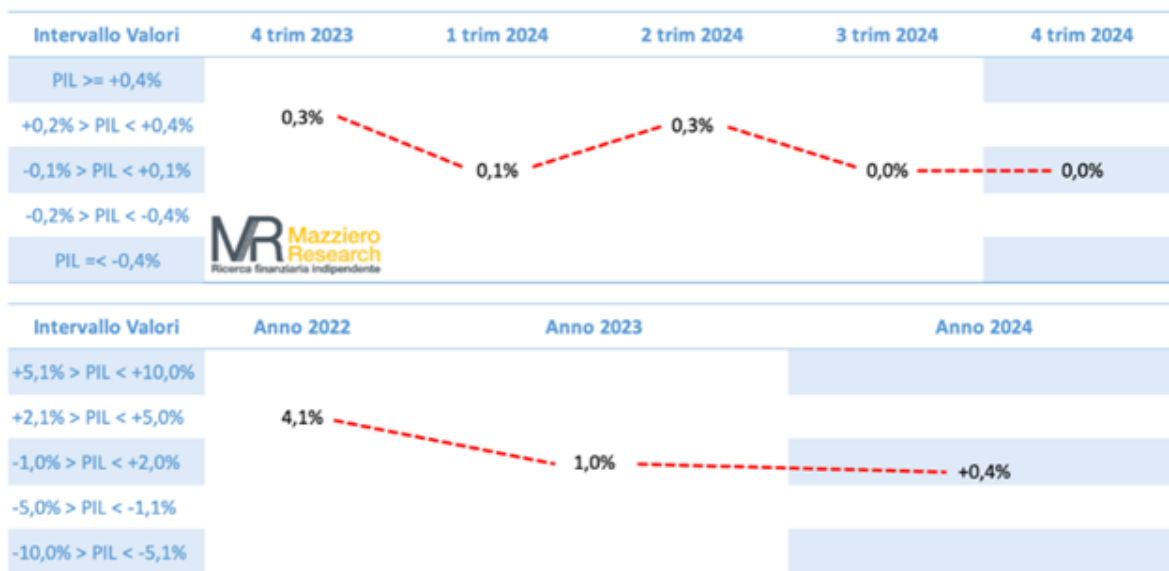 Intervallo Valori 4 trim 2023 1 trim 2024 2 trim 2024 3 trim 2024 4 trim 2024
PIL >= +0,4%
+0,2% > PIL < +0,4% 0,3% 0,3%
-0,1% > PIL < +0,1% 0,1% 0,0% 0,0%
-0,2% > PIL < -0,4%
PIL =< -0,4%
MR Mazziero
Research
Ricerca finanziaria indipendente
Intervallo Valori Anno 2022 Anno 2023 Anno 2024
+5,1% > PIL < +10,0%
+2,1% > PIL < +5,0% 4,1%
-1,0% > PIL < +2,0% 1,0% +0,4%
-5,0% > PIL < -1,1%
-10,0% > PIL < -5,1%